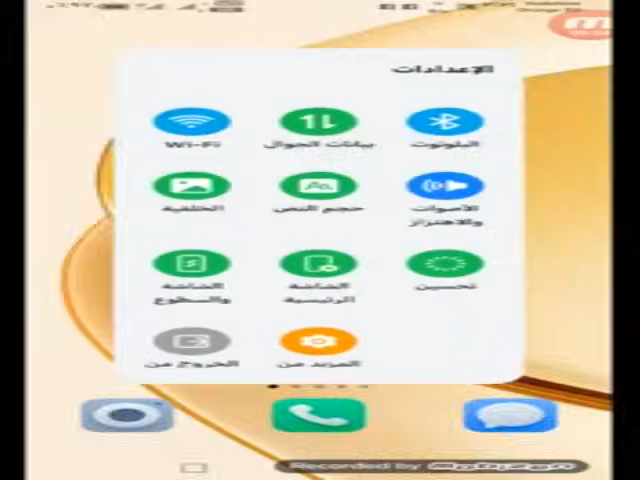 الإعدادات
البلوتوث
بيانات الجوال
Wi-Fi
الأصوات
والاهتزاز
حجم النص
الخلفية
تحسين
الشاشة
الرئيسية
الشاشة
والسطوع
المزيد من
الخروج من
Recorded by